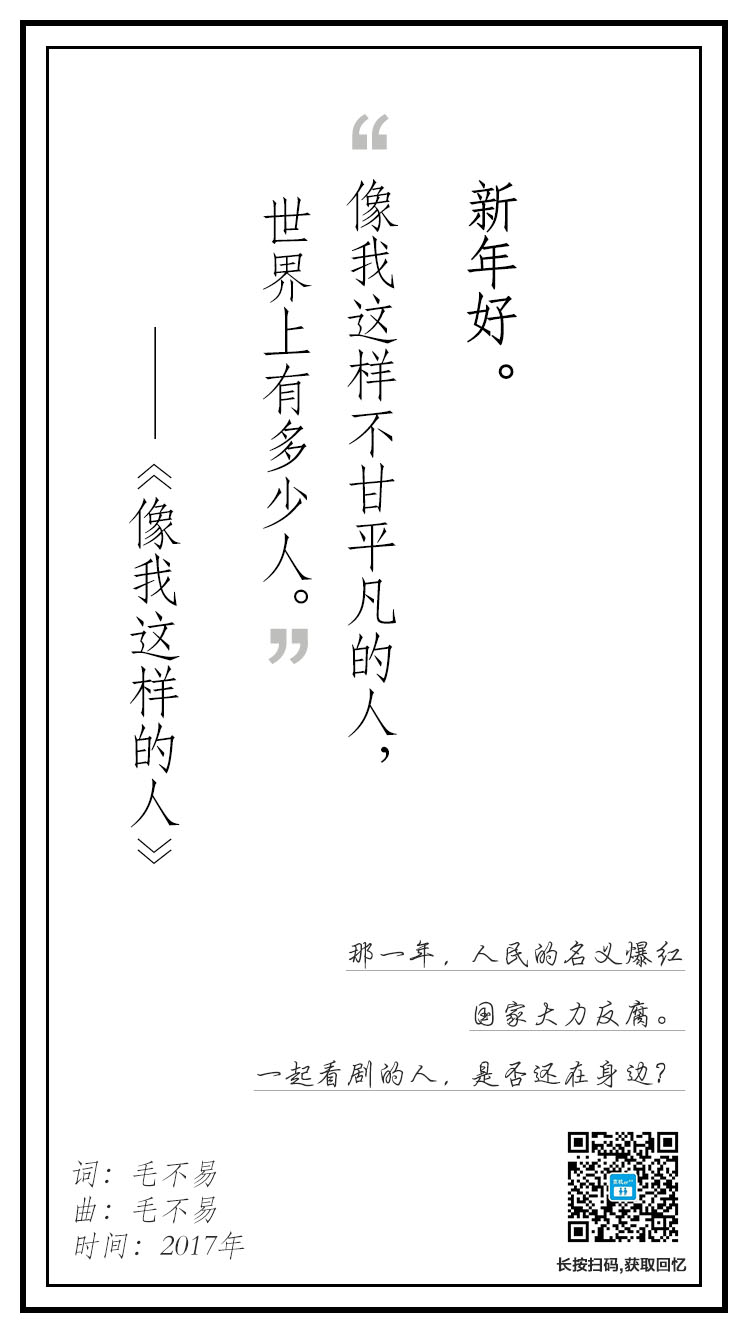 新年好。
“像我这样不甘平凡的人，
世界上有多少人。”
——《像我这样的人》
那一年，人民的名义爆红
国家大力反腐。
一起看剧的人，是否还在身边？
词：毛不易
曲：毛不易
时间：2017年
长按扫码,获取回忆